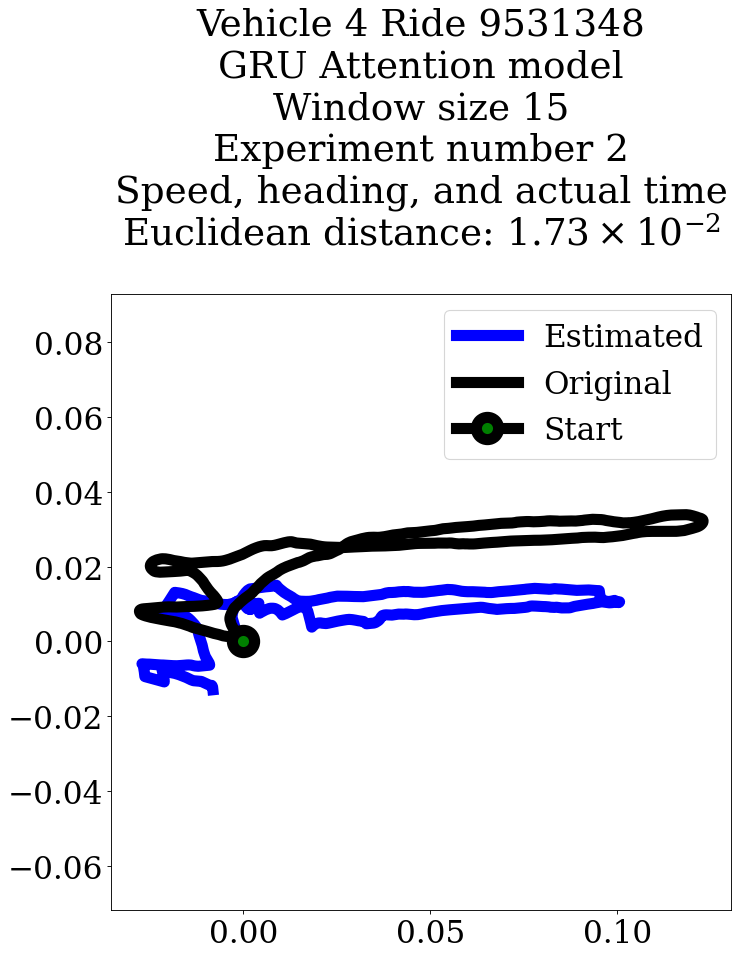 Vehicle 4 Ride 9531348
GRU Attention model
Window size 15
Experiment number 2
Speed, heading, and actual time
Euclidean distance: 1.73 × 10⁻²
Estimated
Original
Start
0.08
0.06
0.04
0.02
0.00
−0.02
−0.04
−0.06
0.00 0.05 0.10